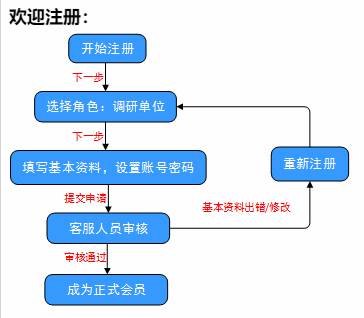 欢迎注册：
开始注册
下一步
选择角色：调研单位
下一步
填写基本资料，设置账号密码
重新注册
提交申请
基本资料出错/修改
客服人员审核
审核通过
成为正式会员